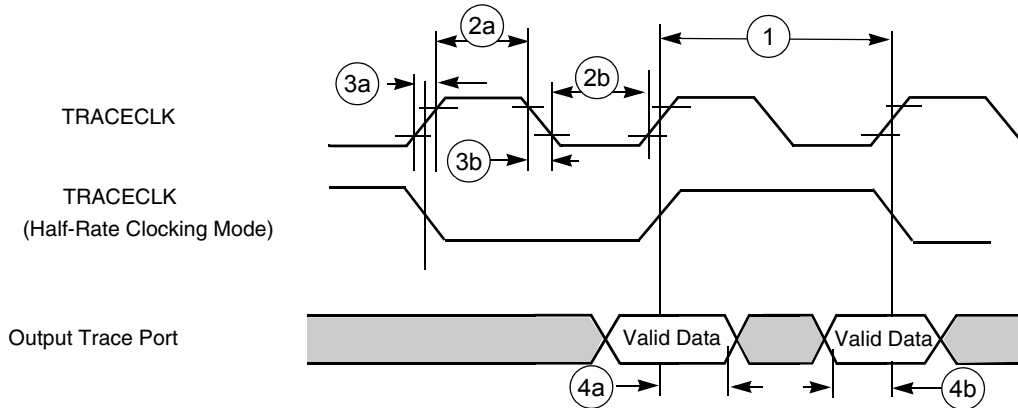 2a
1
3a
2b
TRACECLK
3b
TRACECLK
(Half-Rate Clocking Mode)
Output Trace Port
Valid Data
Valid Data
4a
4b